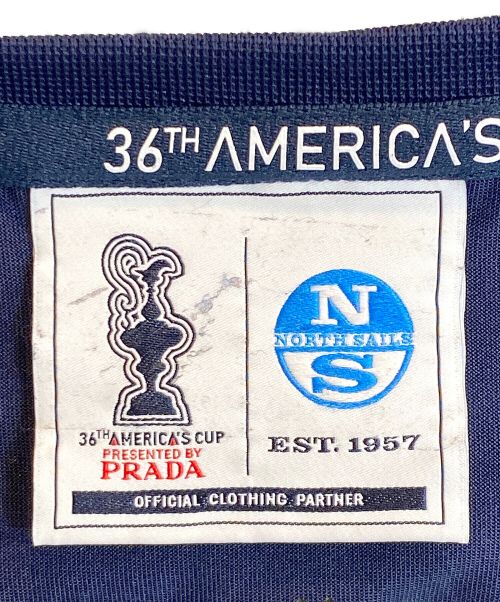 36TH AMERICA'S
36TH AMERICA'S CUP
PRESENTED BY
PRADA
N
NORTH SAILS
S
EST. 1957
OFFICIAL CLOTHING PARTNER